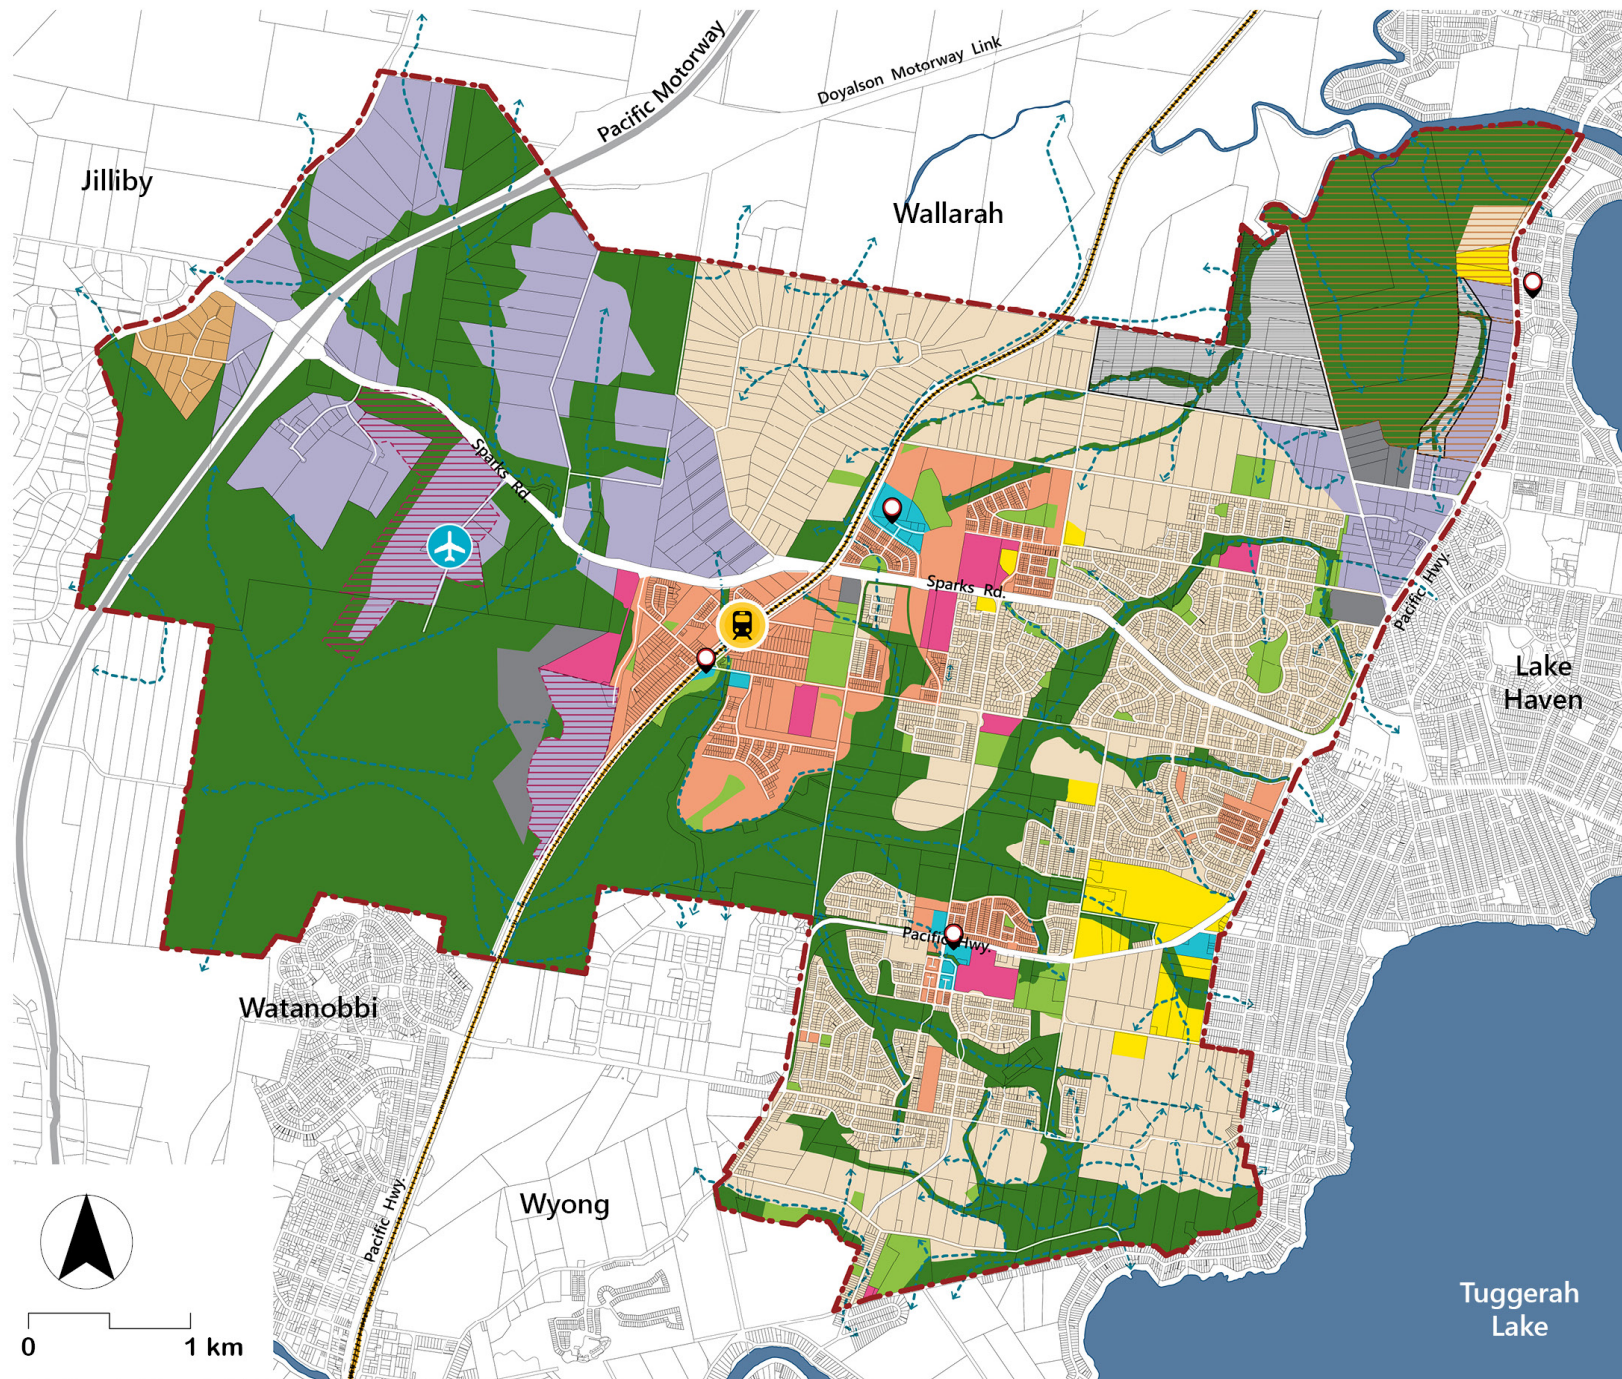 Pacific Motorway
Doyalson Motorway Link
Jilliby
Wallarah
Sparks Rd.
Sparks Rd.
Pacific Hwy.
Lake
Haven
Pacific Hwy.
Watanobbi
Wyong
Pacific Hwy.
Tuggerah
Lake
0 1 km